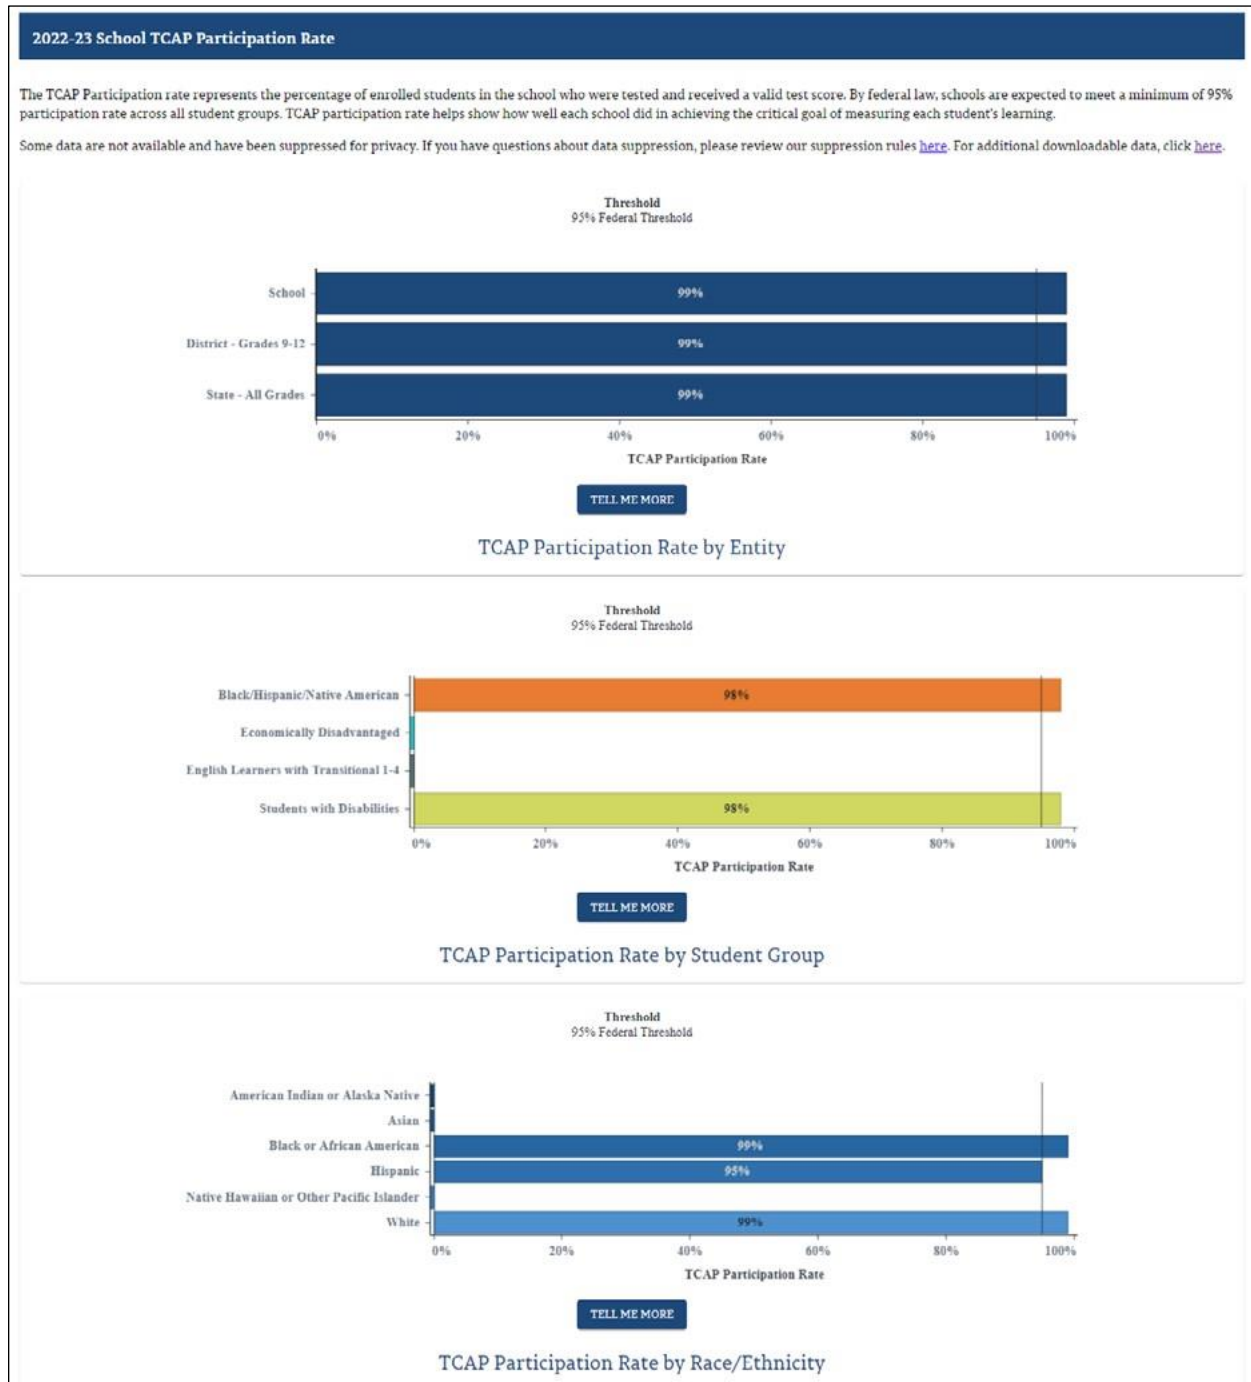 2022-23 School TCAP Participation Rate
The TCAP Participation rate represents the percentage of enrolled students in the school who were tested and received a valid test score. By federal law, schools are expected to meet a minimum of 95%
participation rate across all student groups. TCAP participation rate helps show how well each school did in achieving the critical goal of measuring each student's learning.
Some data are not available and have been suppressed for privacy. If you have questions about data suppression, please review our suppression rules here. For additional downloadable data, click here.
Threshold
95% Federal Threshold
School 99%
District - Grades 9-12 99%
State - All Grades 99%
0% 20% 40% 60% 80% 100%
TCAP Participation Rate
TELL ME MORE
TCAP Participation Rate by Entity
Threshold
95% Federal Threshold
Black/Hispanic/Native American 98%
Economically Disadvantaged
English Learners with Transitional 1-4
Students with Disabilities 98%
0% 20% 40% 60% 80% 100%
TCAP Participation Rate
TELL ME MORE
TCAP Participation Rate by Student Group
Threshold
95% Federal Threshold
American Indian or Alaska Native
Asian
Black or African American 99%
Hispanic 95%
Native Hawaiian or Other Pacific Islander
White 99%
0% 20% 40% 60% 80% 100%
TCAP Participation Rate
TELL ME MORE
TCAP Participation Rate by Race/Ethnicity